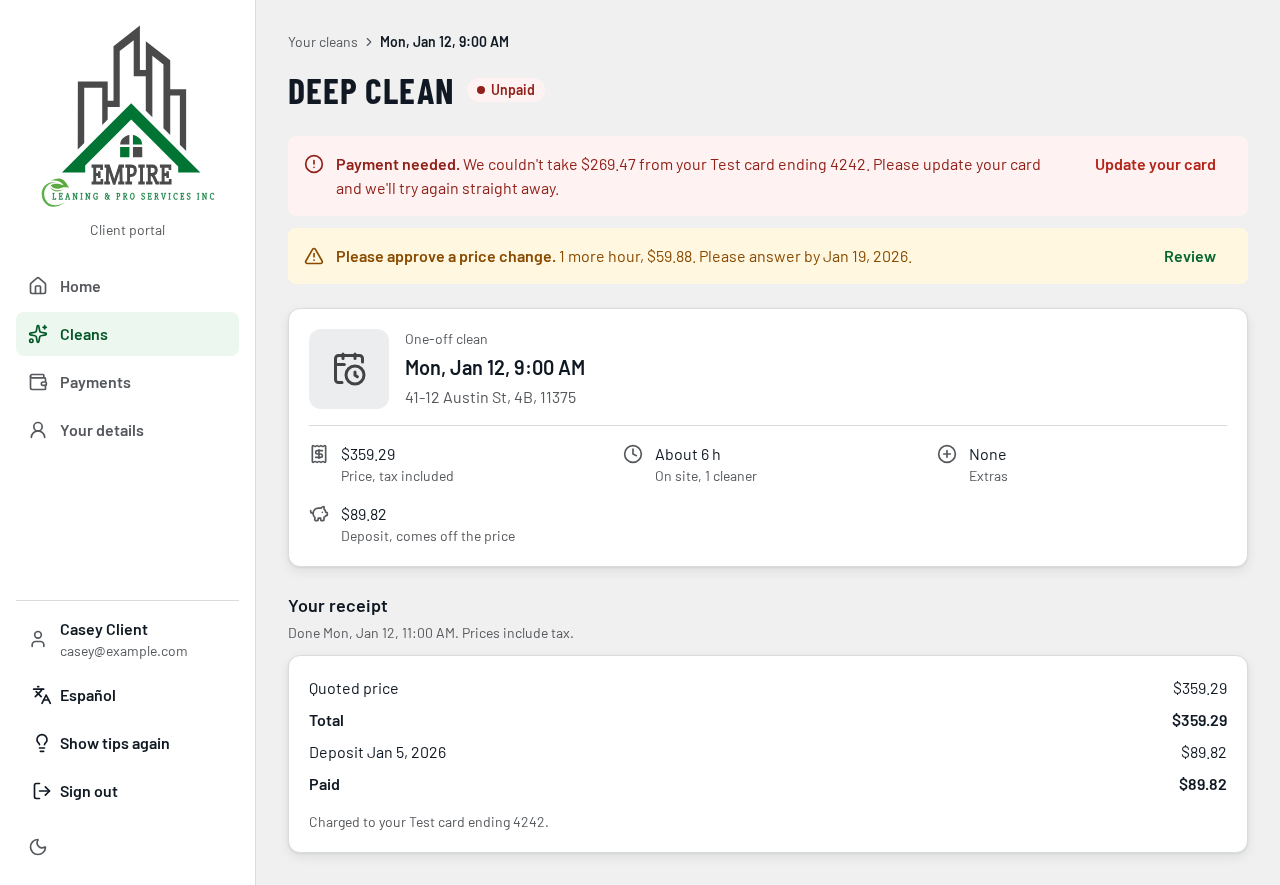 EMPIRE
LEANING & PRO SERVICES INC
Client portal
Home
Cleans
Payments
Your details
Casey Client
casey@example.com
Español
Show tips again
Sign out
Your cleans > Mon, Jan 12, 9:00 AM
DEEP CLEAN
Unpaid
Payment needed. We couldn't take $269.47 from your Test card ending 4242. Please update your card
and we'll try again straight away.
Update your card
Please approve a price change. 1 more hour, $59.88. Please answer by Jan 19, 2026.
Review
One-off clean
Mon, Jan 12, 9:00 AM
41-12 Austin St, 4B, 11375
$359.29
Price, tax included
About 6 h
On site, 1 cleaner
None
Extras
$89.82
Deposit, comes off the price
Your receipt
Done Mon, Jan 12, 11:00 AM. Prices include tax.
Quoted price $359.29
Total $359.29
Deposit Jan 5, 2026 $89.82
Paid $89.82
Charged to your Test card ending 4242.